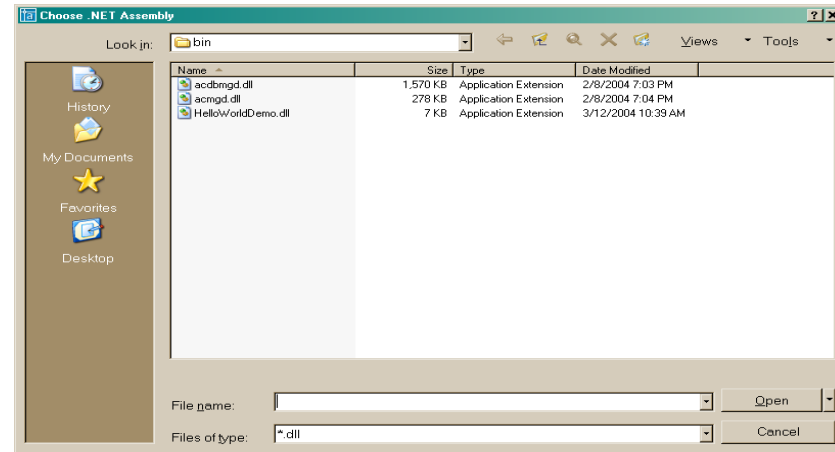 Choose .NET Assembly
Look in: bin Views Tools
Name Size Type Date Modified
acdbmgd.dll 1,570 KB Application Extension 2/8/2004 7:03 PM
acmgd.dll 278 KB Application Extension 2/8/2004 7:04 PM
HelloWorldDemo.dll 7 KB Application Extension 3/12/2004 10:39 AM
History
My Documents
Favorites
Desktop
File name: Open
Files of type: *.dll Cancel